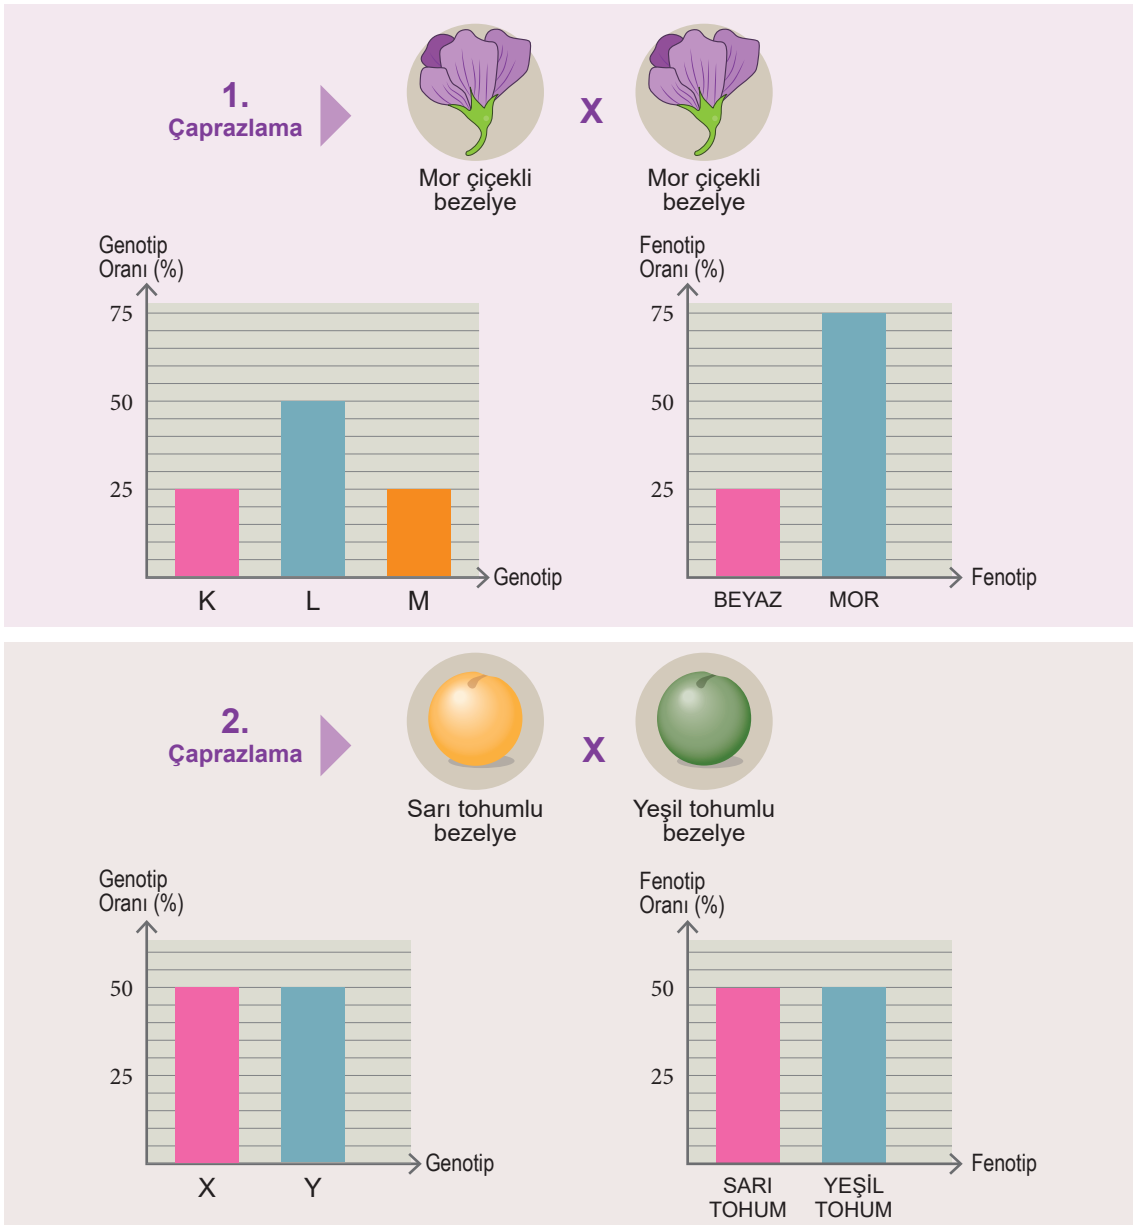 1.
Çaprazlama
X
Mor çiçekli
bezelye
Mor çiçekli
bezelye
Genotip
Oranı (%)
75
50
25
K
L
M
Genotip
Fenotip
Oranı (%)
75
50
25
BEYAZ
MOR
Fenotip
2.
Çaprazlama
X
Sarı tohumlu
bezelye
Yeşil tohumlu
bezelye
Genotip
Oranı (%)
50
25
X
Y
Genotip
Fenotip
Oranı (%)
50
25
SARI
TOHUM
YEŞİL
TOHUM
Fenotip